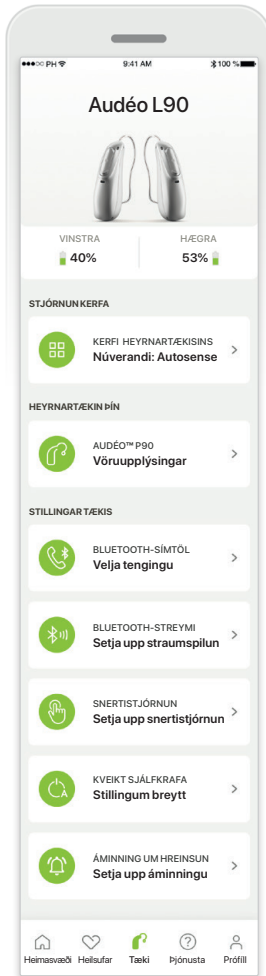 PH 9:41 AM 100 %
Audéo L90
VINSTRA HÆGRA
40% 53%
STJÓRNUN KERFA
KERFI HEYRNARTÆKISINS
Núverandi: Autosense
HEYRNARTÆKIN ÞÍN
AUDÉO™ P90
Vöruupplýsingar
STILLINGAR TÆKIS
BLUETOOTH-SÍMTÖL
Velja tengingu
BLUETOOTH-STREYMI
Setja upp straumspilun
SNERTISTJÓRNUN
Setja upp snertistjórnun
KVEIKT SJÁLFKRAFA
Stillingum breytt
ÁMINNING UM HREINSUN
Setja upp áminningu
Heimasvæði Heilsufar Tæki Þjónusta Prófíll